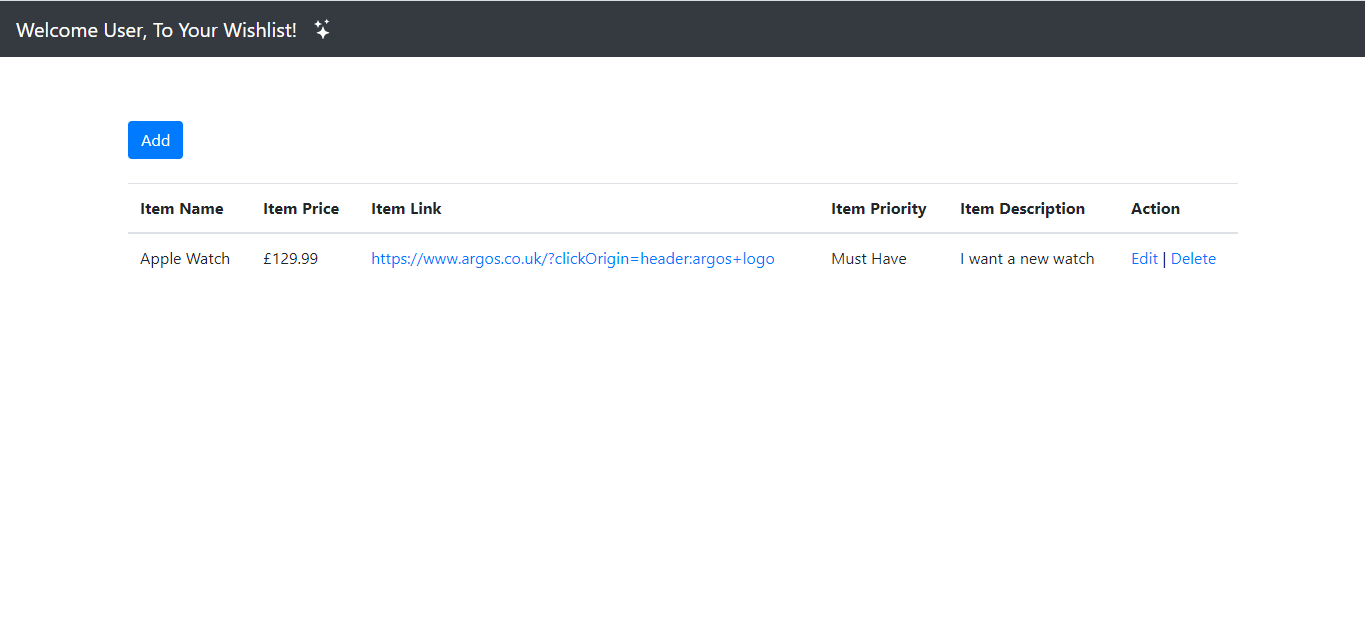 Welcome User, To Your Wishlist!
Add
Item Name Item Price Item Link Item Priority Item Description Action
Apple Watch £129.99 https://www.argos.co.uk/?clickOrigin=header:argos+logo Must Have I want a new watch Edit | Delete